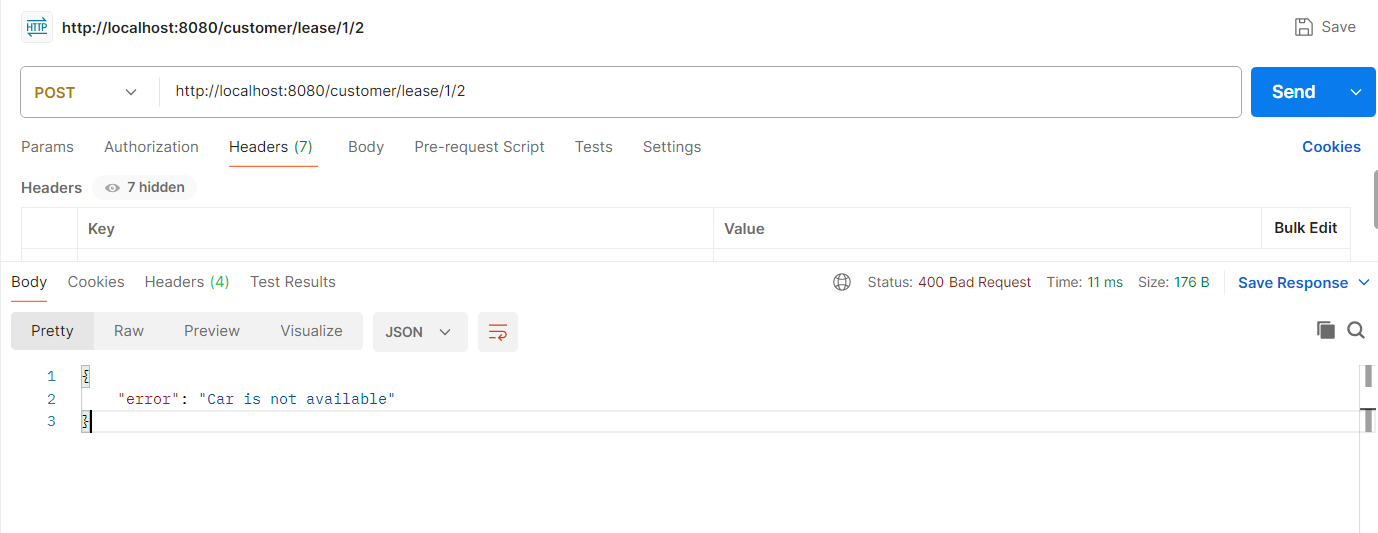 HTTP http://localhost:8080/customer/lease/1/2 Save
POST http://localhost:8080/customer/lease/1/2 Send
Params Authorization Headers (7) Body Pre-request Script Tests Settings Cookies
Headers 7 hidden
Key Value Bulk Edit
Body Cookies Headers (4) Test Results Status: 400 Bad Request Time: 11 ms Size: 176 B Save Response
Pretty Raw Preview Visualize JSON
1 {
2 "error": "Car is not available"
3 }